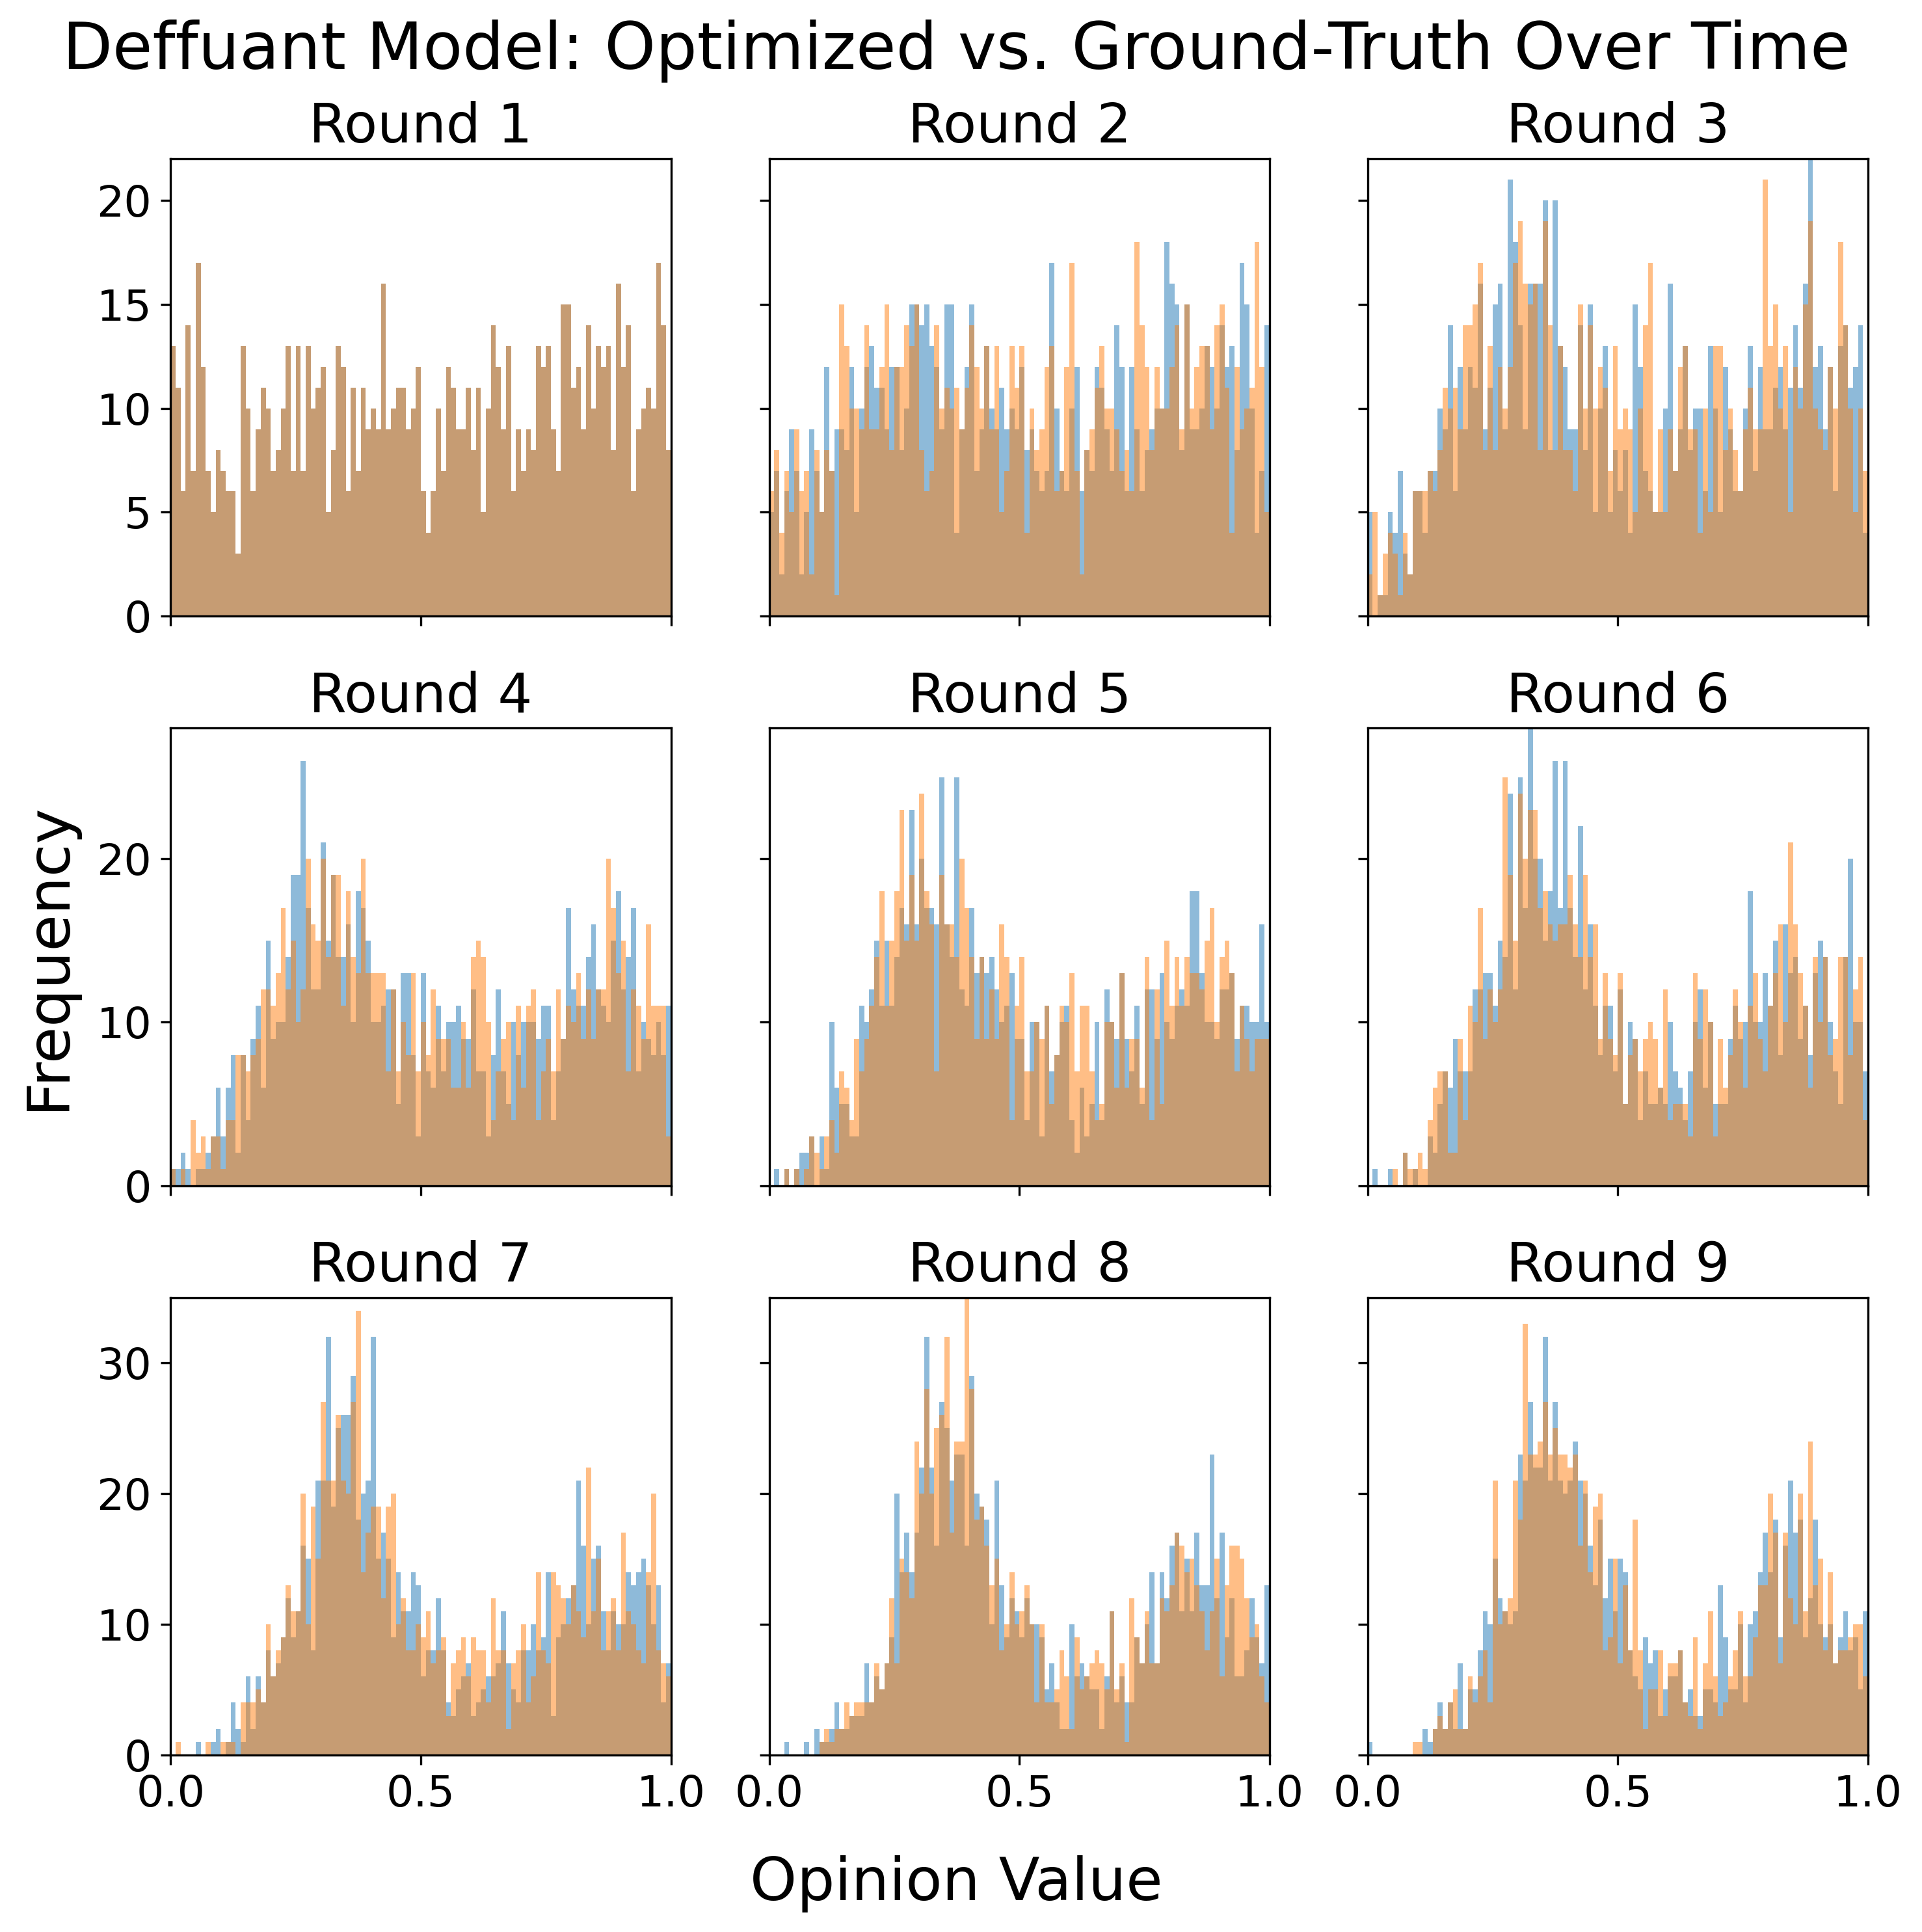 Deffuant Model: Optimized vs. Ground-Truth Over Time
Round 1
Round 2
Round 3
20
15
10
5
0
Round 4
Round 5
Round 6
Frequency
20
10
0
Round 7
Round 8
Round 9
30
20
10
0
0.0 0.5 1.0 0.0 0.5 1.0 0.0 0.5 1.0
Opinion Value